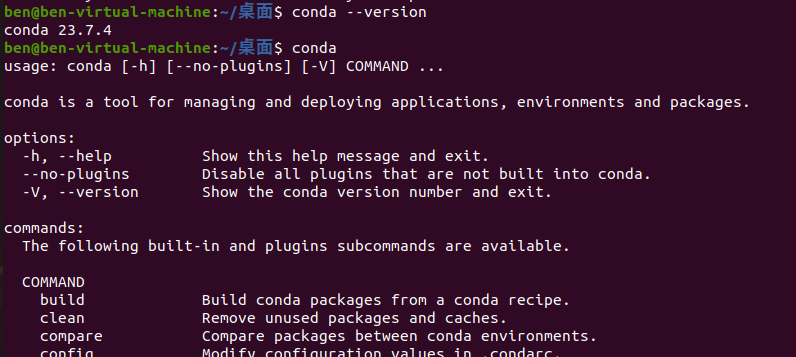 ben@ben-virtual-machine:~/桌面$ conda --version
conda 23.7.4
ben@ben-virtual-machine:~/桌面$ conda
usage: conda [-h] [--no-plugins] [-V] COMMAND ...
conda is a tool for managing and deploying applications, environments and packages.
options:
-h, --help Show this help message and exit.
--no-plugins Disable all plugins that are not built into conda.
-V, --version Show the conda version number and exit.
commands:
The following built-in and plugins subcommands are available.
COMMAND
build Build conda packages from a conda recipe.
clean Remove unused packages and caches.
compare Compare packages between conda environments.
config Modify configuration values in .condarc.